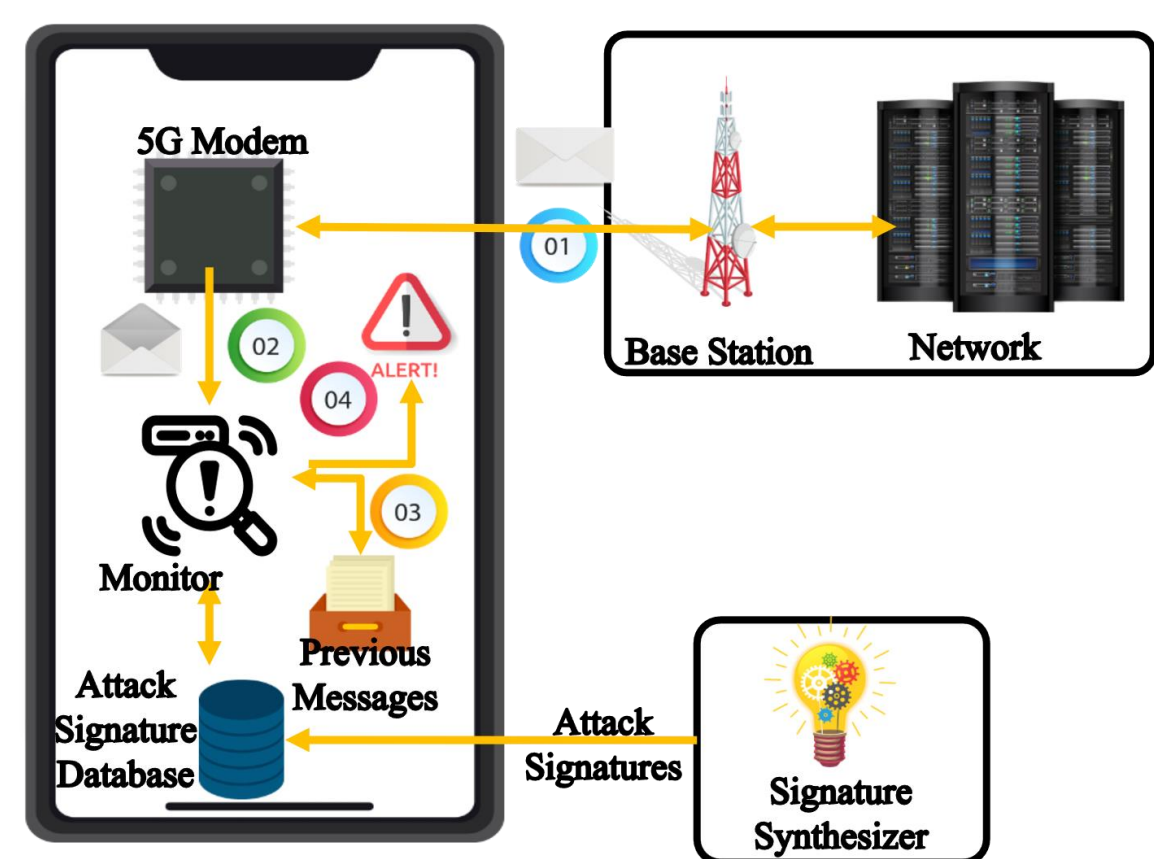 5G Modem
01
Base Station
Network
02
ALERT!
04
03
Monitor
Previous
Messages
Attack
Signature
Database
Attack
Signatures
Signature
Synthesizer